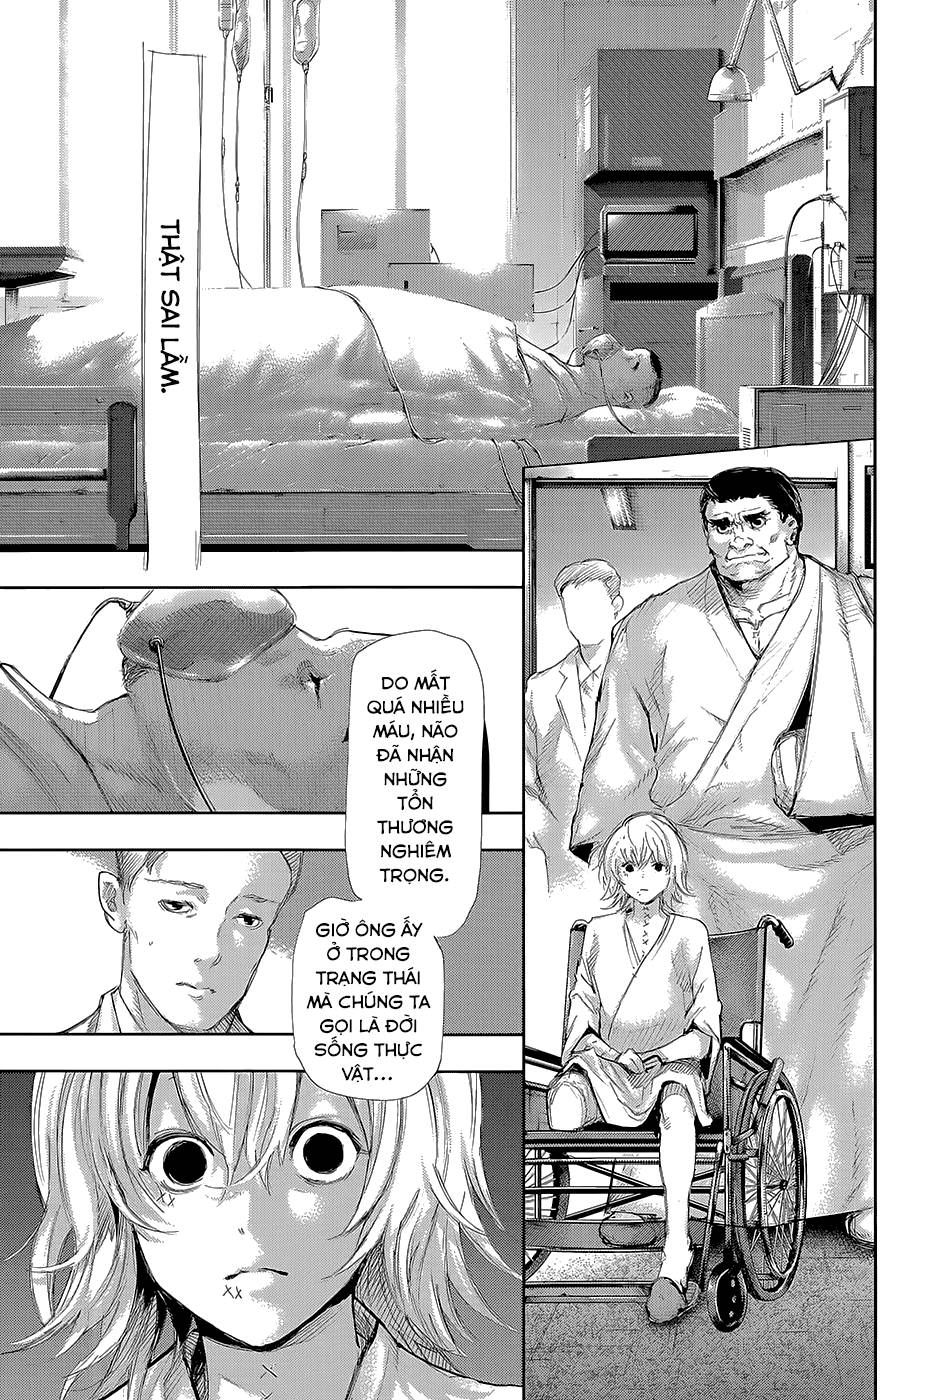 THẬT SAI LẦM.
DO MẤT
QUÁ NHIỀU
MÁU, NÃO
ĐÃ NHẬN
NHỮNG
TỔN
THƯƠNG
NGHIÊM
TRỌNG.
GIỜ ÔNG ẤY
Ở TRONG
TRẠNG THÁI
MÀ CHÚNG TA
GỌI LÀ ĐỜI
SỐNG THỰC
VẬT...